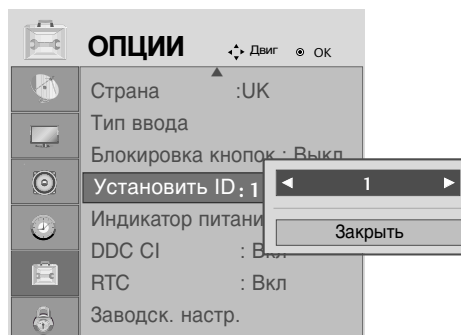 ОПЦИИ Двиг ОК
Страна :UK
Тип ввода
Блокировка кнопок : Выкл
Установить ID : 1
1
Индикатор питани
Закрыть
DDC CI : Вкл
RTC : Вкл
Заводск. настр.